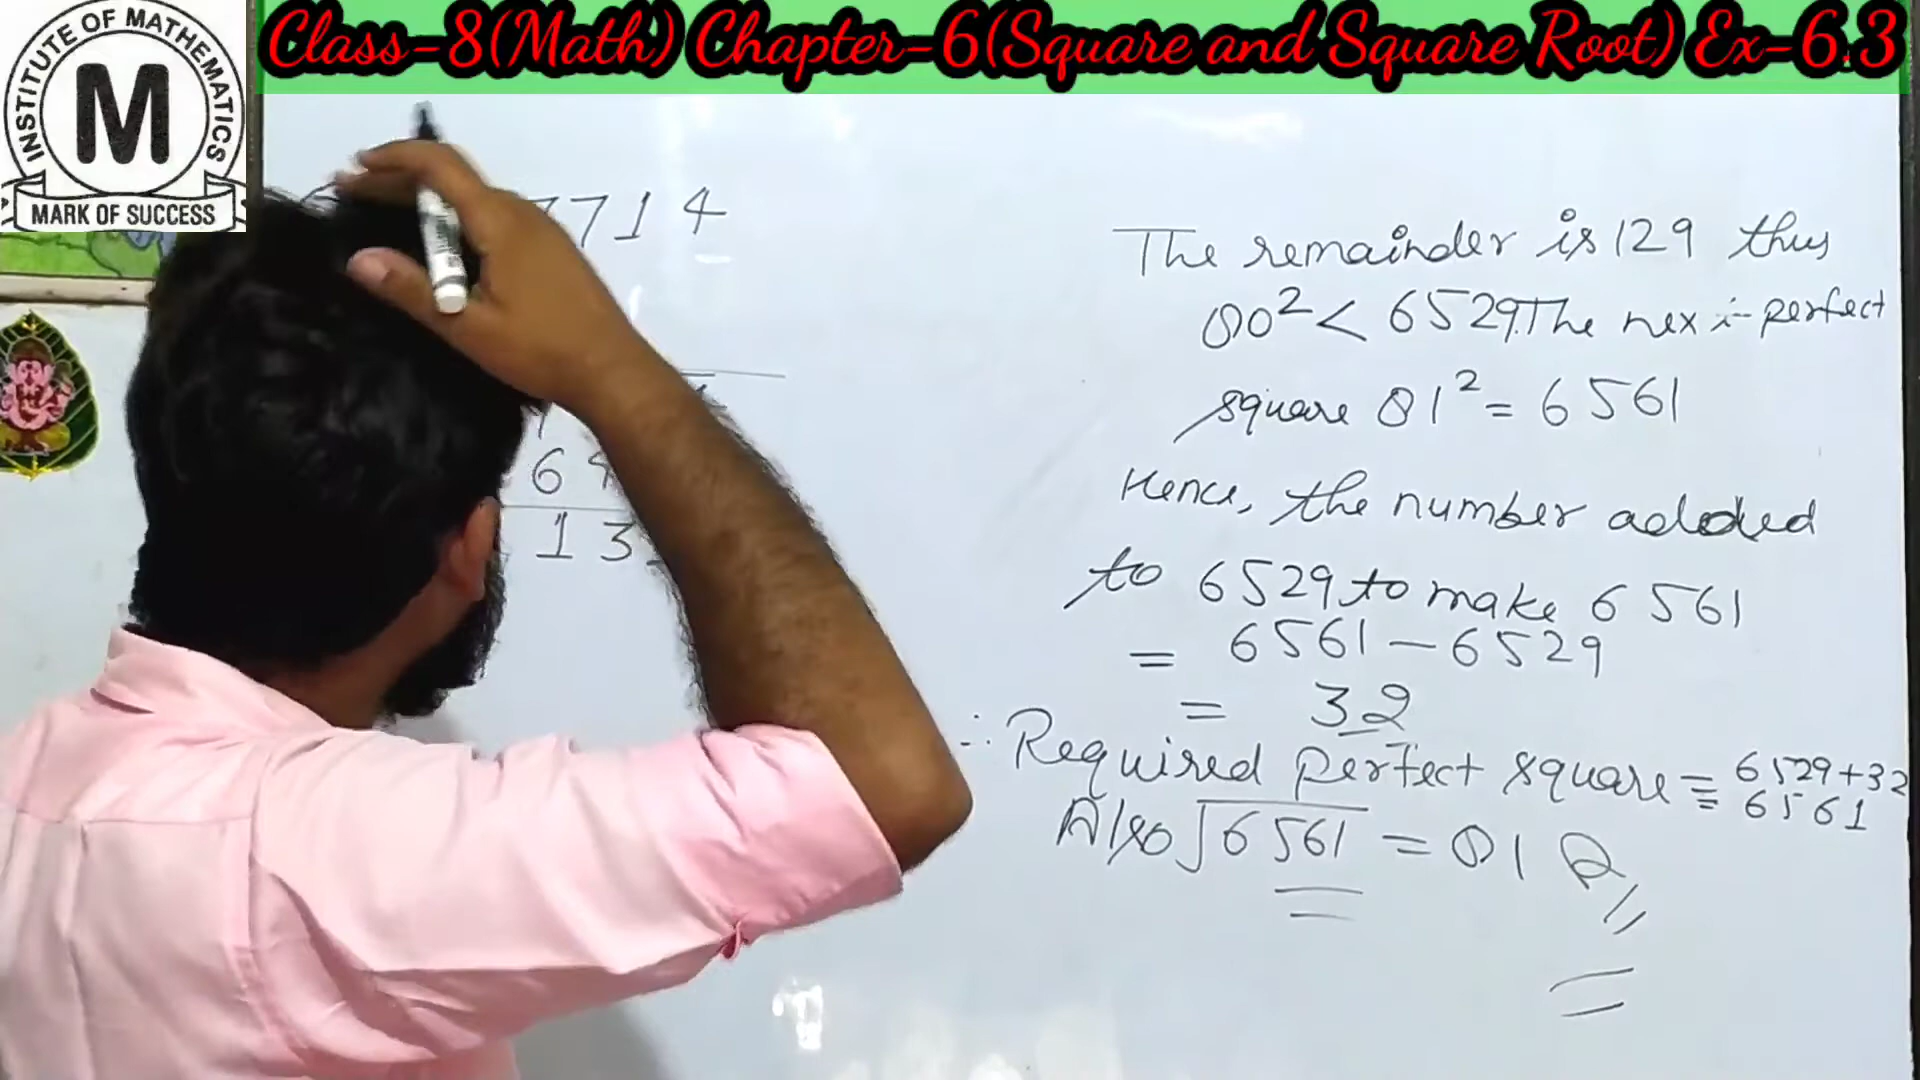 Class-8(Math) Chapter-6(Square and Square Root) Ex-6.3
INSTITUTE OF MATHEMATICS
M
MARK OF SUCCESS
7714
6
13
The remainder is 129 thus
80² < 6529. The next perfect
square 81² = 6561
Hence, the number added
to 6529 to make 6561
= 6561 - 6529
= 32
∴ Required perfect square = 6529+32
= 6561
Also √6561 = 81